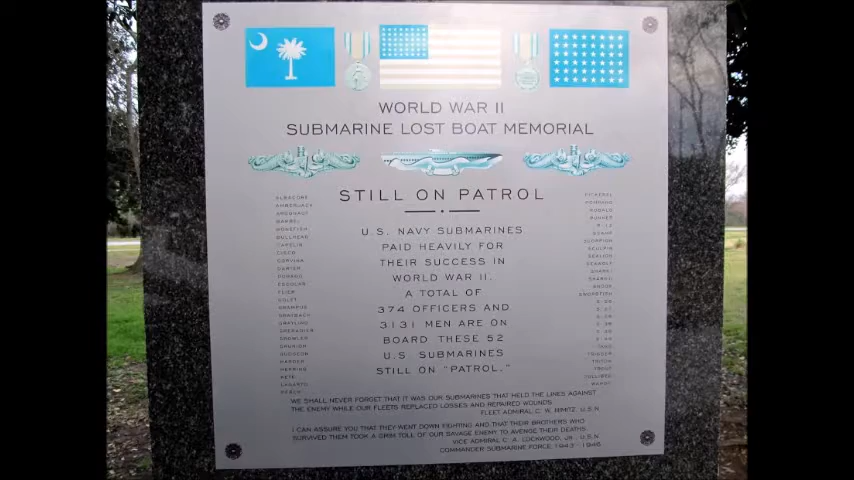 WORLD WAR II
SUBMARINE LOST BOAT MEMORIAL
STILL ON PATROL
U.S. NAVY SUBMARINES
PAID HEAVILY FOR
THEIR SUCCESS IN
WORLD WAR II.
A TOTAL OF
374 OFFICERS AND
3131 MEN ARE ON
BOARD THESE 52
U.S. SUBMARINES
STILL ON "PATROL."
ALBACORE
AMBERJACK
ARGONAUT
BARBEL
BONEFISH
BULLHEAD
CAPELIN
CISCO
CORVINA
DARTER
DORADO
ESCOLAR
FLIER
GOLET
GRAMPUS
GRAYBACK
GRAYLING
GRENADIER
GROWLER
GRUNION
GUDGEON
HARDER
HERRING
PERCH
PICKEREL
POMPANO
ROBALO
RUNNER
SCORPION
SCULPIN
SEALION
SEAWOLF
SHARK I
SHARK II
SNOOK
SWORDFISH
TANG
TRIGGER
TRITON
TROUT
TULLIBEE
WAHOO
WE SHALL NEVER FORGET THAT IT WAS OUR SUBMARINES THAT HELD THE LINES AGAINST
THE ENEMY WHILE OUR FLEETS REPLACED LOSSES AND REPAIRED WOUNDS.
FLEET ADMIRAL C. W. NIMITZ, U.S.N.
I CAN ASSURE YOU THAT THEY WENT DOWN FIGHTING AND THAT THEIR BROTHERS WHO
SURVIVED THEM TOOK A GRIM TOLL OF OUR SAVAGE ENEMY TO AVENGE THEIR DEATHS.
VICE ADMIRAL C. A. LOCKWOOD, JR., U.S.N.
COMMANDER SUBMARINE FORCE 1943-1946